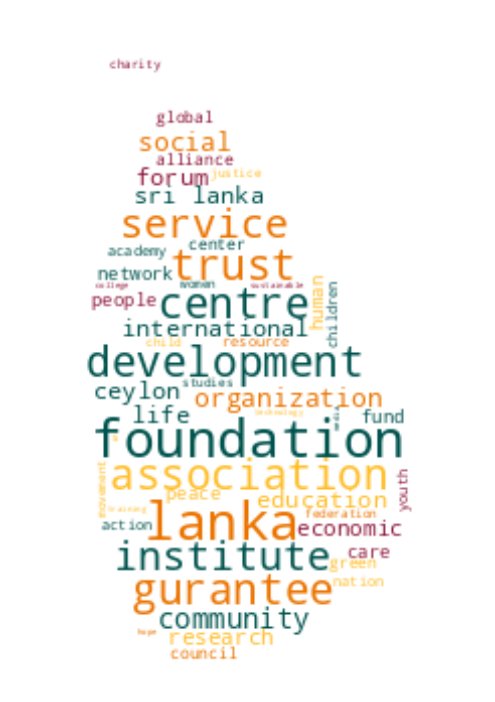 charity
global
social
alliance
forum justice
sri lanka
service
academy center
network trust
college women sustainable
people centre human children
international
child resource
development
ceylon studies
organization
life technology media fund
foundation
association
movement peace education youth
training lanka federation
action economic
institute care
green
gurantee nation
community
hope research
council